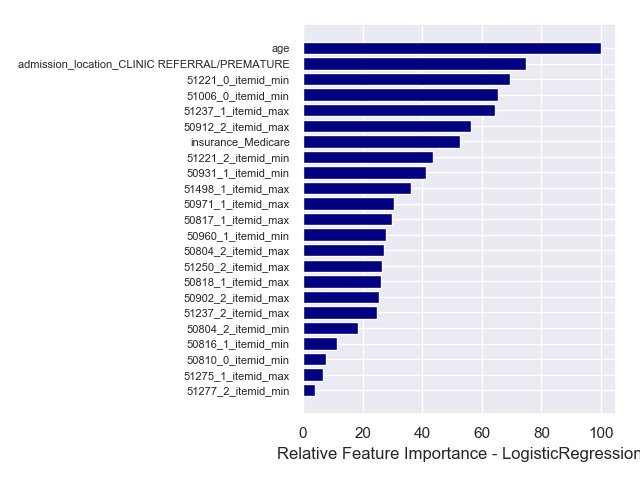 age
admission_location_CLINIC REFERRAL/PREMATURE
51221_0_itemid_min
51006_0_itemid_min
51237_1_itemid_max
50912_2_itemid_max
insurance_Medicare
51221_2_itemid_min
50931_1_itemid_min
51498_1_itemid_max
50971_1_itemid_max
50817_1_itemid_max
50960_1_itemid_min
50804_2_itemid_max
51250_2_itemid_max
50818_1_itemid_max
50902_2_itemid_max
51237_2_itemid_max
50804_2_itemid_min
50816_1_itemid_min
50810_0_itemid_min
51275_1_itemid_max
51277_2_itemid_min
0 20 40 60 80 100
Relative Feature Importance - LogisticRegression